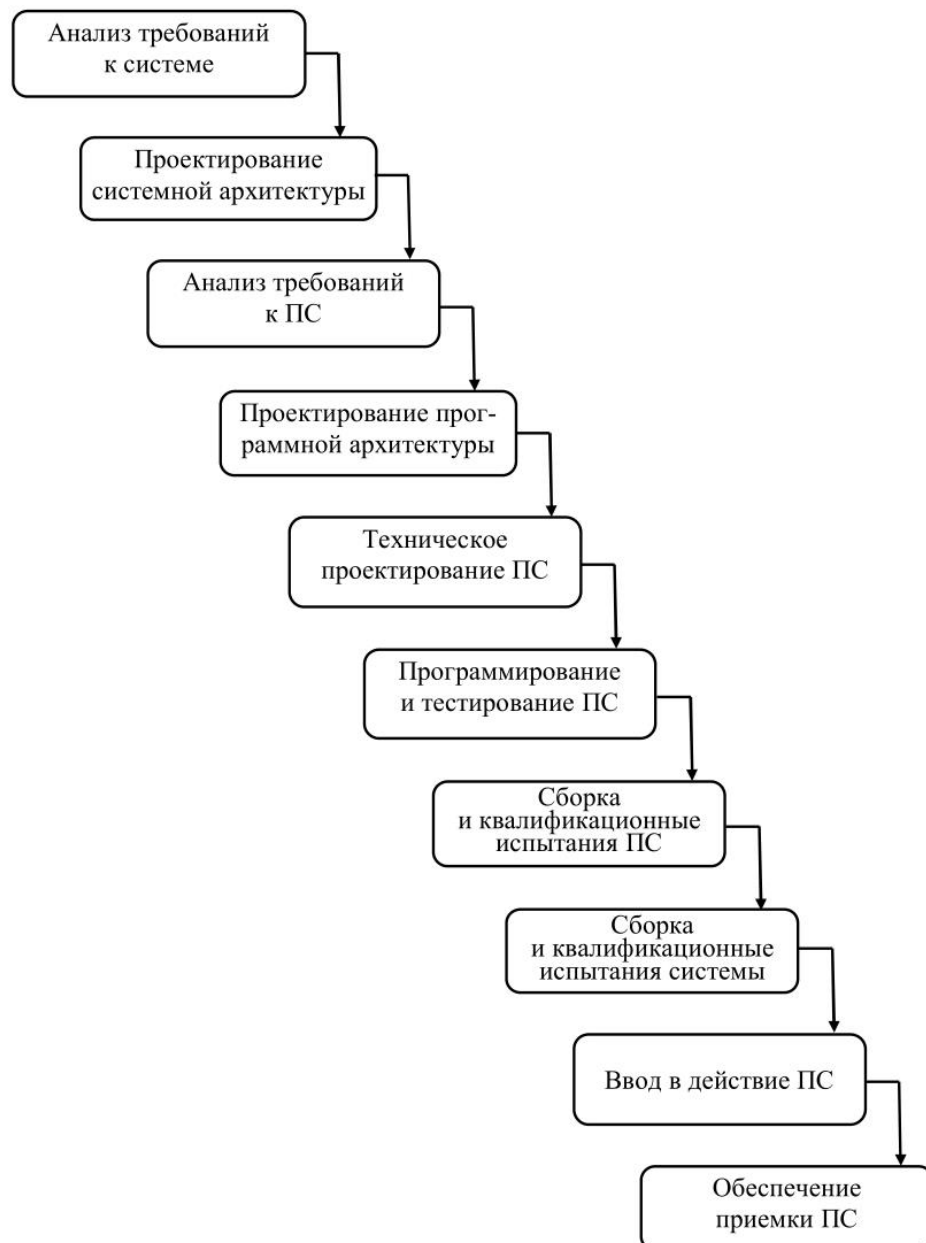 Анализ требований
к системе
Проектирование
системной архитектуры
Анализ требований
к ПС
Проектирование прог-
раммной архитектуры
Техническое
проектирование ПС
Программирование
и тестирование ПС
Сборка
и квалификационные
испытания ПС
Сборка
и квалификационные
испытания системы
Ввод в действие ПС
Обеспечение
приемки ПС